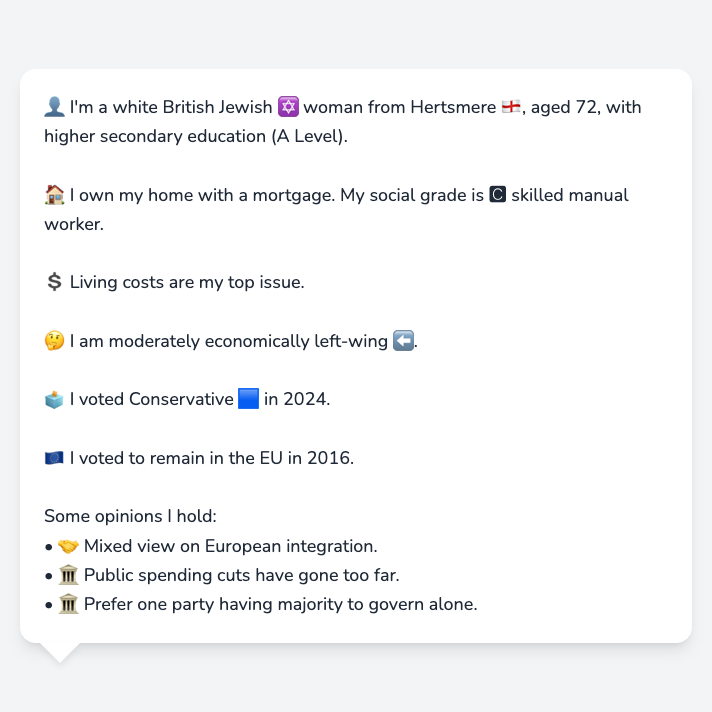 👤 I'm a white British Jewish ✡️ woman from Hertsmere 🏴󠁧󠁢󠁥󠁮󠁧󠁿, aged 72, with
higher secondary education (A Level).
🏠 I own my home with a mortgage. My social grade is 🅲 skilled manual
worker.
💲 Living costs are my top issue.
🤔 I am moderately economically left-wing ⬅️.
🗳️ I voted Conservative 🟦 in 2024.
🇪🇺 I voted to remain in the EU in 2016.
Some opinions I hold:
• 🤝 Mixed view on European integration.
• 🏛️ Public spending cuts have gone too far.
• 🏛️ Prefer one party having majority to govern alone.